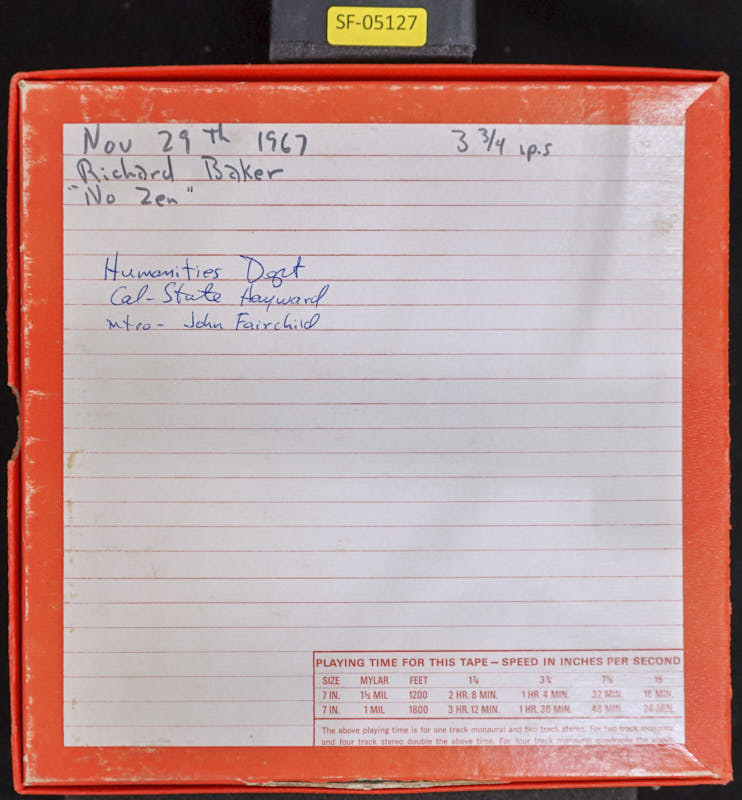 SF-05127
Nov 29th 1967 3 3/4 i.p.s
Richard Baker
"No Zen"
Humanities Dept
Cal-State Hayward
intro- John Fairchild
PLAYING TIME FOR THIS TAPE – SPEED IN INCHES PER SECOND
SIZE MYLAR FEET 1⅞ 3¾ 7½ 15
7 IN. 1½ MIL 1200 2 HR. 8 MIN. 1 HR. 4 MIN. 32 MIN. 16 MIN.
7 IN. 1 MIL 1800 3 HR. 12 MIN. 1 HR. 36 MIN. 48 MIN. 24 MIN.
The above playing time is for one track monaural and two track stereo. For two track monaural
and four track stereo double the above time. For four track monaural quadruple the above